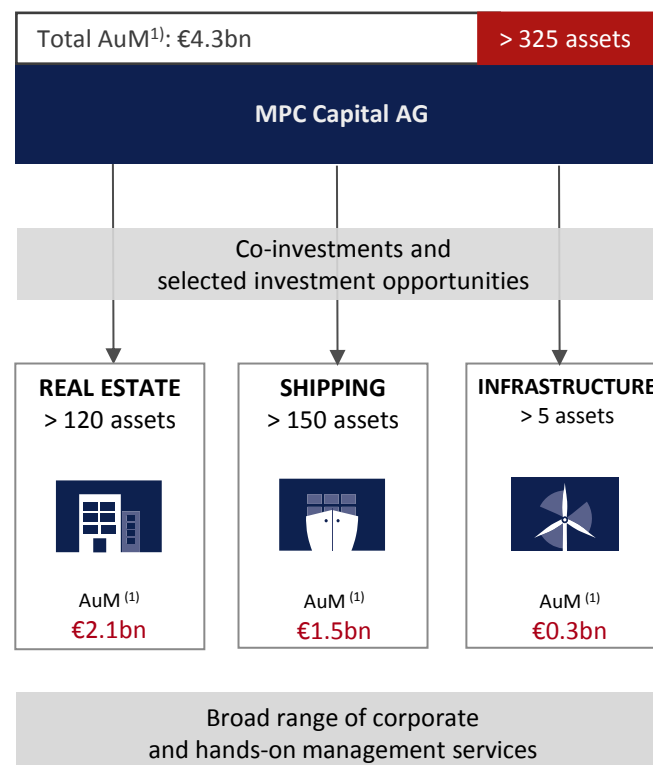 Total AuM1): €4.3bn
> 325 assets
MPC Capital AG
Co-investments and
selected investment opportunities
REAL ESTATE
> 120 assets
AuM (1)
€2.1bn
SHIPPING
> 150 assets
AuM (1)
€1.5bn
INFRASTRUCTURE
> 5 assets
AuM (1)
€0.3bn
Broad range of corporate
and hands-on management services